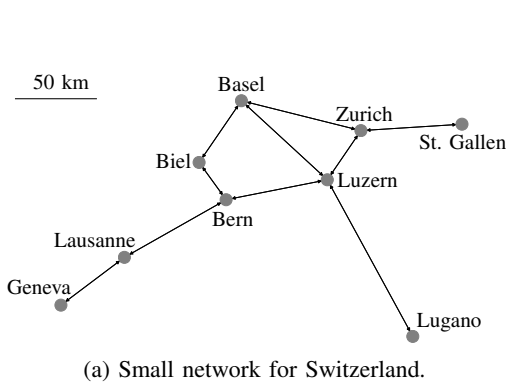 50 km
Basel
Zurich
St. Gallen
Biel
Luzern
Bern
Lausanne
Geneva
Lugano
(a) Small network for Switzerland.